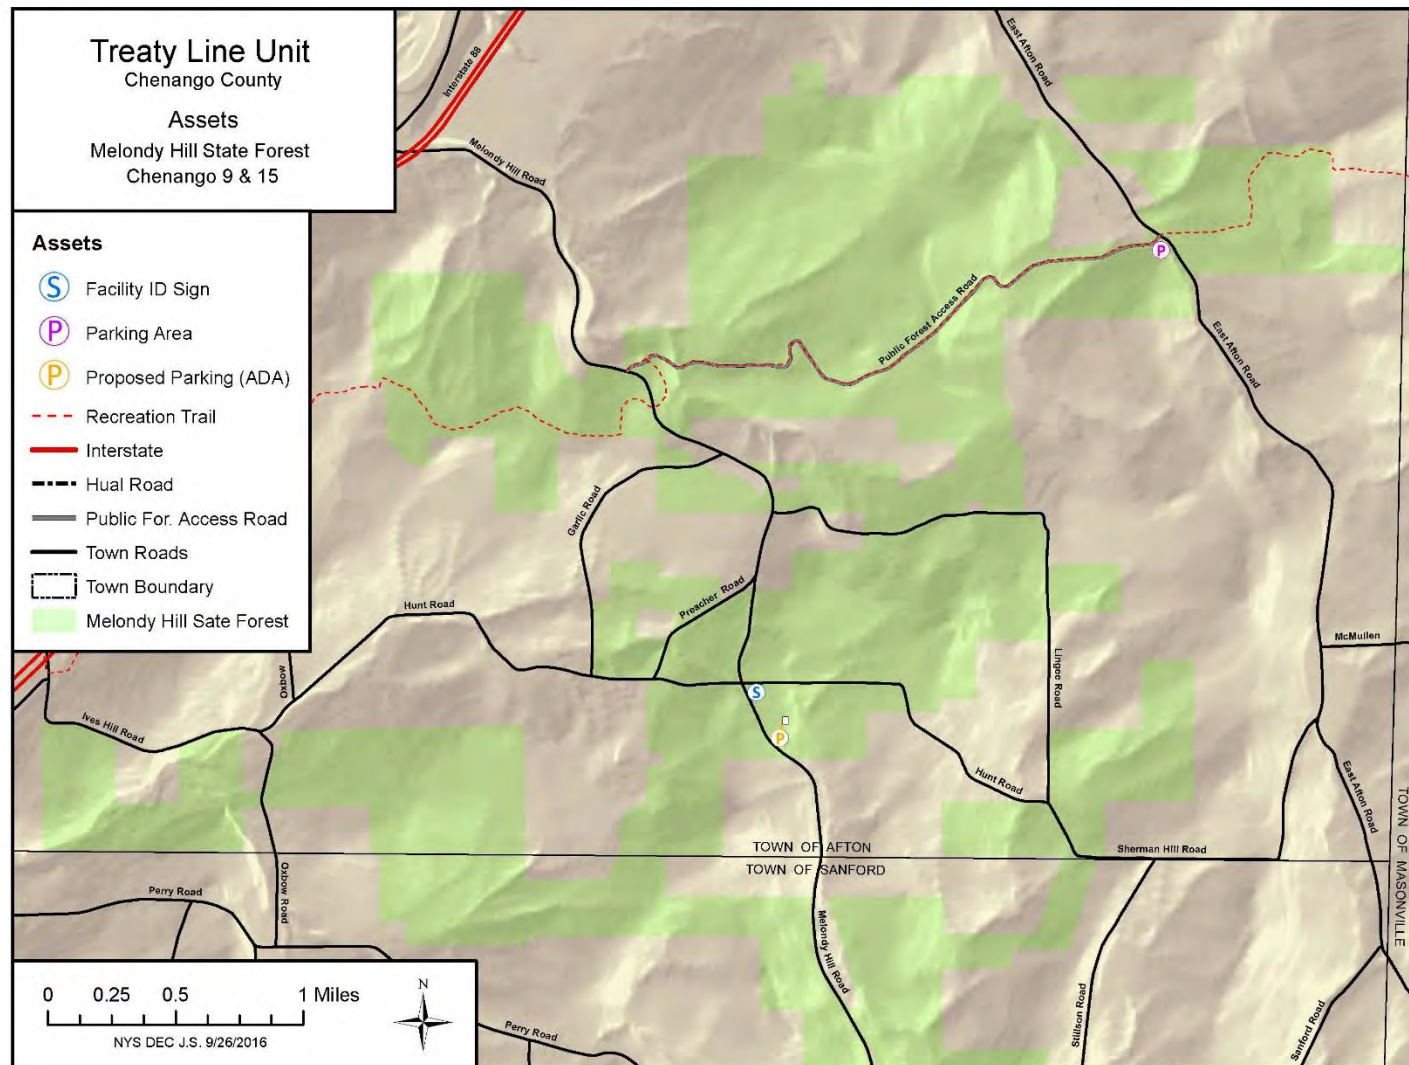 Treaty Line Unit
Chenango County
Assets
Melondy Hill State Forest
Chenango 9 & 15
Assets
S Facility ID Sign
P Parking Area
P Proposed Parking (ADA)
Recreation Trail
Interstate
Hual Road
Public For. Access Road
Town Roads
Town Boundary
Melondy Hill Sate Forest
Interstate 88
East Afton Road
Melondy Hill Road
P
Public Forest Access Road
East Afton Road
Garlic Road
Preacher Road
Hunt Road
McMullen
Oxbow
Lingee Road
S
Ives Hill Road
P
Hunt Road
East Afton Road
TOWN OF MASONVILLE
TOWN OF AFTON
Sherman Hill Road
TOWN OF SANFORD
Perry Road
Oxbow Road
Melondy Hill Road
Stilson Road
Sanford Road
Perry Road
0 0.25 0.5 1 Miles
N
NYS DEC J.S. 9/26/2016